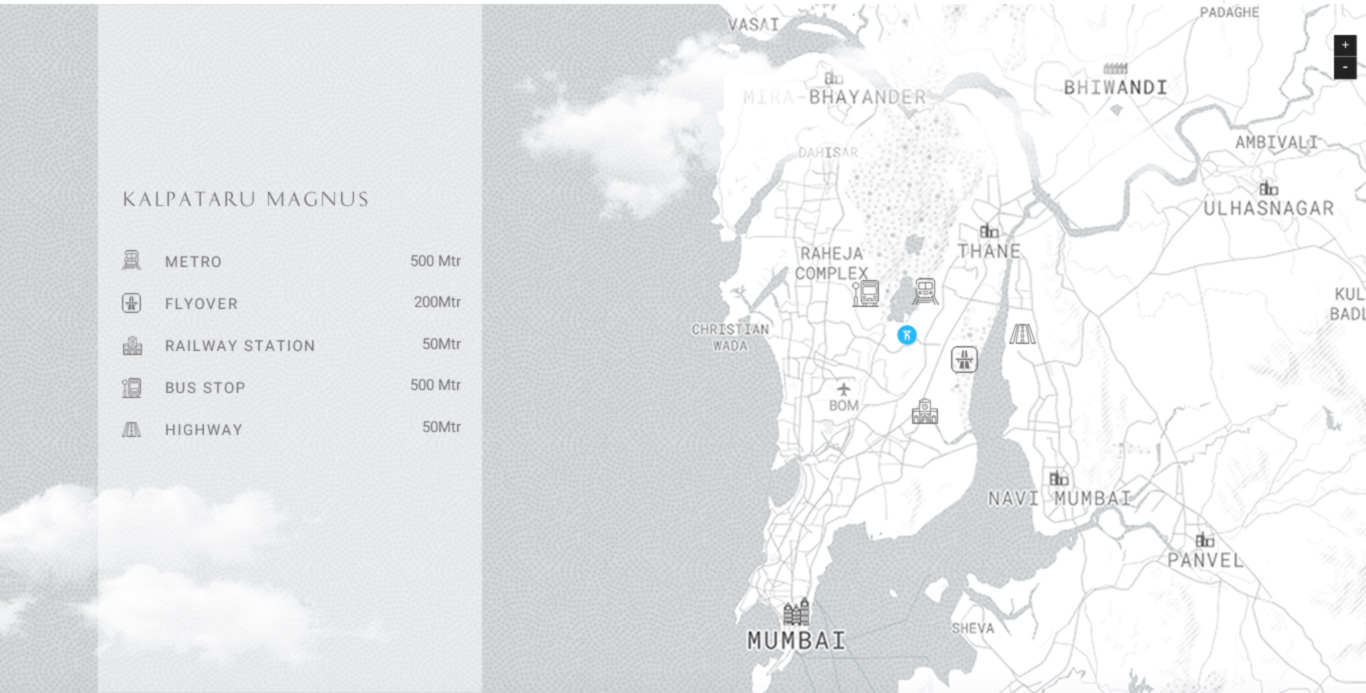 KALPATARU MAGNUS
METRO 500 Mtr
FLYOVER 200Mtr
RAILWAY STATION 50Mtr
BUS STOP 500 Mtr
HIGHWAY 50Mtr
VASAI
PADAGHE
+
-
BHIWANDI
MIRA-BHAYANDER
AMBIVALI
DAHISAR
ULHASNAGAR
THANE
RAHEJA
COMPLEX
KUL
BADL
CHRISTIAN
WADA
BOM
NAVI MUMBAI
PANVEL
SHEVA
MUMBAI